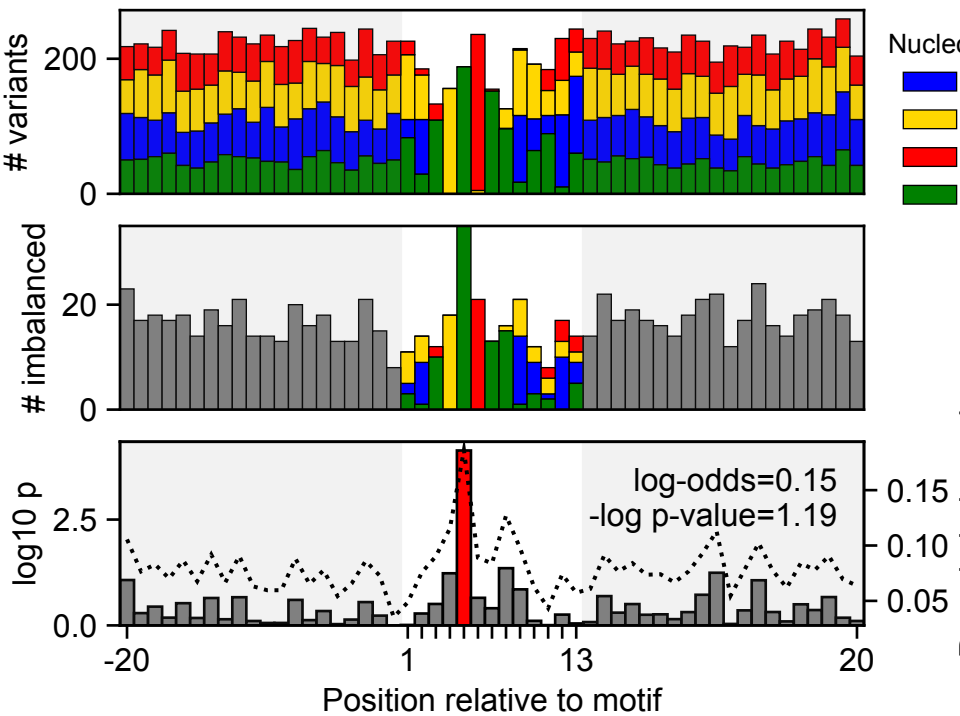 # variants
200
0
Nucleo
# imbalanced
20
0
log10 p
2.5
0.0
log-odds=0.15
-log p-value=1.19
0.15
0.10
0.05
-20
1
13
20
Position relative to motif